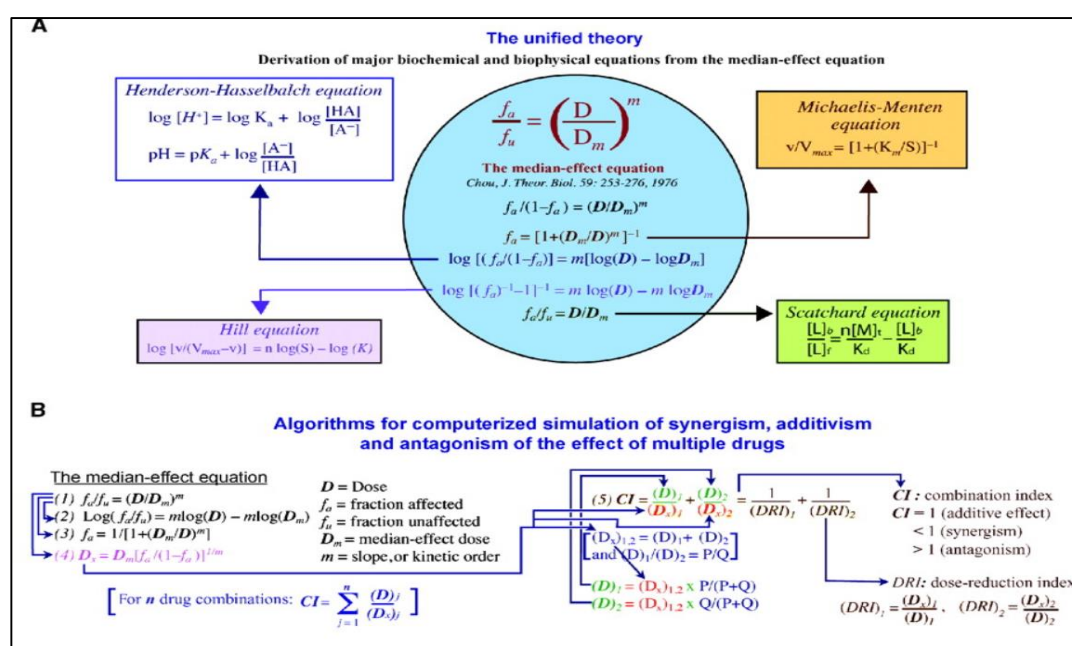 A
The unified theory
Derivation of major biochemical and biophysical equations from the median-effect equation
Henderson-Hasselbalch equation
log [H⁺] = log Kₐ + log [HA]/[A⁻]
pH = pKₐ + log [A⁻]/[HA]
fₐ/fᵤ = (D/Dₘ)ᵐ
The median-effect equation
Chou, J. Theor. Biol. 59: 253-276, 1976
fₐ/(1–fₐ) = (D/Dₘ)ᵐ
fₐ = [1+(Dₘ/D)ᵐ]⁻¹
log [(fₐ/(1–fₐ)] = m[log(D) – logDₘ]
log [(fₐ)⁻¹–1]⁻¹ = m log(D) – m logDₘ
fₐ/fᵤ = D/Dₘ
Michaelis-Menten
equation
v/Vmax = [1+(Kₘ/S)]⁻¹
Hill equation
log [v/(Vmax–v)] = n log(S) – log (K)
Scatchard equation
[L]b/[L]f = n[M]t/Kd – [L]b/Kd
B
Algorithms for computerized simulation of synergism, additivism
and antagonism of the effect of multiple drugs
The median-effect equation
(1) fₐ/fᵤ = (D/Dₘ)ᵐ
(2) Log(fₐ/fᵤ) = mlog(D) – mlog(Dₘ)
(3) fₐ = 1/[1+(Dₘ/D)ᵐ]
(4) Dₓ = Dₘ[fₐ/(1–fₐ)]¹/ᵐ
D = Dose
fₐ = fraction affected
fᵤ = fraction unaffected
Dₘ = median-effect dose
m = slope, or kinetic order
[For n drug combinations: CI = ∑ⁿⱼ₌₁ (D)ⱼ/(Dₓ)ⱼ]
(5) CI = (D)₁/(Dₓ)₁ + (D)₂/(Dₓ)₂ = 1/(DRI)₁ + 1/(DRI)₂
[(Dₓ)₁.₂ = (D)₁ + (D)₂
and (D)₁/(D)₂ = P/Q]
(D)₁ = (Dₓ)₁.₂ x P/(P+Q)
(D)₂ = (Dₓ)₁.₂ x Q/(P+Q)
CI : combination index
CI = 1 (additive effect)
< 1 (synergism)
> 1 (antagonism)
DRI: dose-reduction index
(DRI)₁ = (Dₓ)₁/(D)₁ , (DRI)₂ = (Dₓ)₂/(D)₂